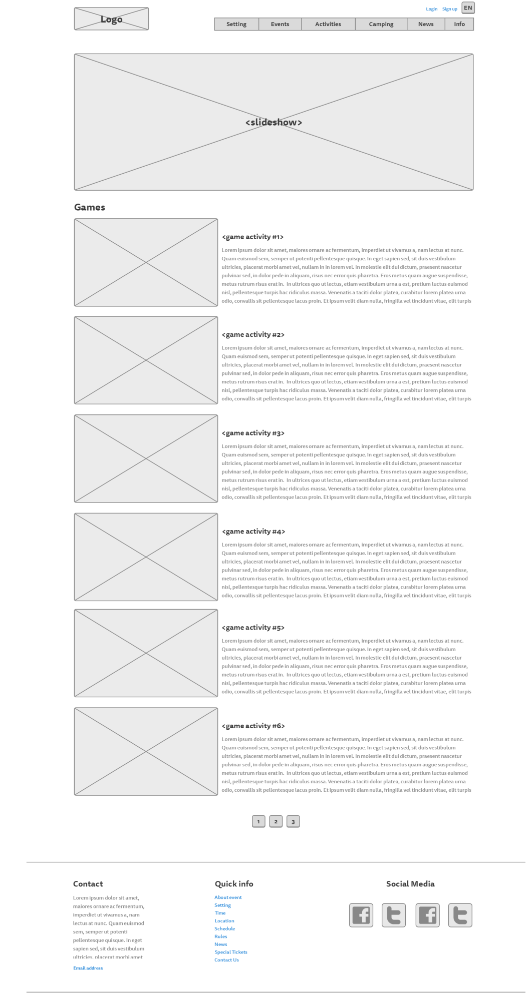 Login Sign up EN
Logo
Setting Events Activities Camping News Info
<slideshow>
Games
<game activity #1>
Lorem ipsum dolor sit amet, maiores ornare ac fermentum, imperdiet ut vivamus a, nam lectus at nunc.
Quam euismod sem, semper ut potenti pellentesque quisque. In eget sapien sed, sit duis vestibulum
ultricies, placerat morbi amet vel, nullam in in lorem vel. In molestie elit dui dictum, praesent nascetur
pulvinar sed, in dolor pede in aliquam, risus nec error quis pharetra. Eros metus quam augue suspendisse,
metus rutrum risus erat in. In ultrices quo ut lectus, etiam vestibulum urna a est, pretium luctus euismod
nisl, pellentesque turpis hac ridiculus massa. Venenatis a taciti dolor platea, curabitur lorem platea urna
odio, convallis sit pellentesque lacus proin. Et ipsum velit diam nulla, fringilla vel tincidunt vitae, elit turpis
<game activity #2>
Lorem ipsum dolor sit amet, maiores ornare ac fermentum, imperdiet ut vivamus a, nam lectus at nunc.
Quam euismod sem, semper ut potenti pellentesque quisque. In eget sapien sed, sit duis vestibulum
ultricies, placerat morbi amet vel, nullam in in lorem vel. In molestie elit dui dictum, praesent nascetur
pulvinar sed, in dolor pede in aliquam, risus nec error quis pharetra. Eros metus quam augue suspendisse,
metus rutrum risus erat in. In ultrices quo ut lectus, etiam vestibulum urna a est, pretium luctus euismod
nisl, pellentesque turpis hac ridiculus massa. Venenatis a taciti dolor platea, curabitur lorem platea urna
odio, convallis sit pellentesque lacus proin. Et ipsum velit diam nulla, fringilla vel tincidunt vitae, elit turpis
<game activity #3>
Lorem ipsum dolor sit amet, maiores ornare ac fermentum, imperdiet ut vivamus a, nam lectus at nunc.
Quam euismod sem, semper ut potenti pellentesque quisque. In eget sapien sed, sit duis vestibulum
ultricies, placerat morbi amet vel, nullam in in lorem vel. In molestie elit dui dictum, praesent nascetur
pulvinar sed, in dolor pede in aliquam, risus nec error quis pharetra. Eros metus quam augue suspendisse,
metus rutrum risus erat in. In ultrices quo ut lectus, etiam vestibulum urna a est, pretium luctus euismod
nisl, pellentesque turpis hac ridiculus massa. Venenatis a taciti dolor platea, curabitur lorem platea urna
odio, convallis sit pellentesque lacus proin. Et ipsum velit diam nulla, fringilla vel tincidunt vitae, elit turpis
<game activity #4>
Lorem ipsum dolor sit amet, maiores ornare ac fermentum, imperdiet ut vivamus a, nam lectus at nunc.
Quam euismod sem, semper ut potenti pellentesque quisque. In eget sapien sed, sit duis vestibulum
ultricies, placerat morbi amet vel, nullam in in lorem vel. In molestie elit dui dictum, praesent nascetur
pulvinar sed, in dolor pede in aliquam, risus nec error quis pharetra. Eros metus quam augue suspendisse,
metus rutrum risus erat in. In ultrices quo ut lectus, etiam vestibulum urna a est, pretium luctus euismod
nisl, pellentesque turpis hac ridiculus massa. Venenatis a taciti dolor platea, curabitur lorem platea urna
odio, convallis sit pellentesque lacus proin. Et ipsum velit diam nulla, fringilla vel tincidunt vitae, elit turpis
<game activity #5>
Lorem ipsum dolor sit amet, maiores ornare ac fermentum, imperdiet ut vivamus a, nam lectus at nunc.
Quam euismod sem, semper ut potenti pellentesque quisque. In eget sapien sed, sit duis vestibulum
ultricies, placerat morbi amet vel, nullam in in lorem vel. In molestie elit dui dictum, praesent nascetur
pulvinar sed, in dolor pede in aliquam, risus nec error quis pharetra. Eros metus quam augue suspendisse,
metus rutrum risus erat in. In ultrices quo ut lectus, etiam vestibulum urna a est, pretium luctus euismod
nisl, pellentesque turpis hac ridiculus massa. Venenatis a taciti dolor platea, curabitur lorem platea urna
odio, convallis sit pellentesque lacus proin. Et ipsum velit diam nulla, fringilla vel tincidunt vitae, elit turpis
<game activity #6>
Lorem ipsum dolor sit amet, maiores ornare ac fermentum, imperdiet ut vivamus a, nam lectus at nunc.
Quam euismod sem, semper ut potenti pellentesque quisque. In eget sapien sed, sit duis vestibulum
ultricies, placerat morbi amet vel, nullam in in lorem vel. In molestie elit dui dictum, praesent nascetur
pulvinar sed, in dolor pede in aliquam, risus nec error quis pharetra. Eros metus quam augue suspendisse,
metus rutrum risus erat in. In ultrices quo ut lectus, etiam vestibulum urna a est, pretium luctus euismod
nisl, pellentesque turpis hac ridiculus massa. Venenatis a taciti dolor platea, curabitur lorem platea urna
odio, convallis sit pellentesque lacus proin. Et ipsum velit diam nulla, fringilla vel tincidunt vitae, elit turpis
1 2 3
Contact
Lorem ipsum dolor sit amet,
maiores ornare ac fermentum,
imperdiet ut vivamus a, nam
lectus at nunc. Quam euismod
sem, semper ut potenti
pellentesque quisque. In eget
sapien sed, sit duis vestibulum
ultricies, placerat morbi amet
Email address
Quick info
About event
Setting
Time
Location
Schedule
Rules
News
Special Tickets
Contact Us
Social Media